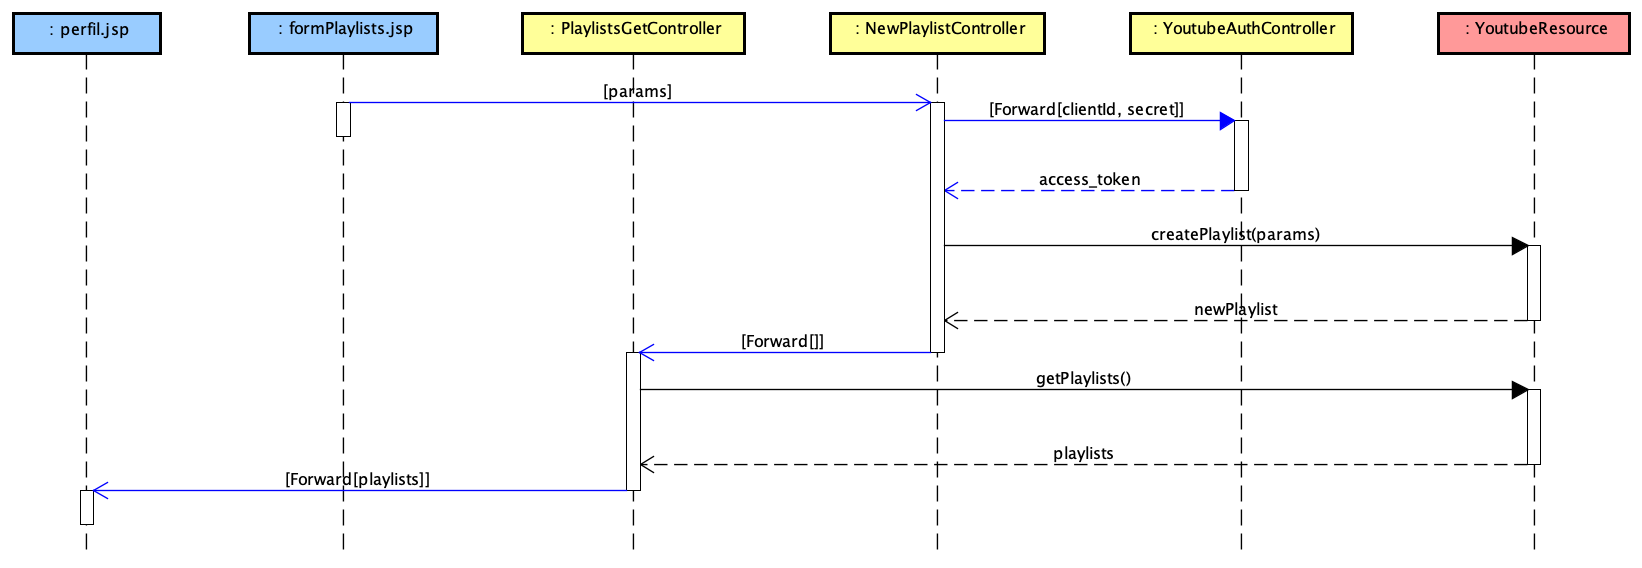 : perfil.jsp
: formPlaylists.jsp
: PlaylistsGetController
: NewPlaylistController
: YoutubeAuthController
: YoutubeResource
[params]
[Forward[clientId, secret]]
access_token
createPlaylist(params)
newPlaylist
[Forward[]]
getPlaylists()
playlists
[Forward[playlists]]